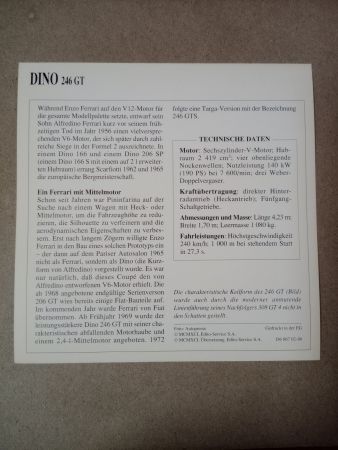 DINO 246 GT
Während Enzo Ferrari auf den V12-Motor für
die gesamte Modellpalette setzte, entwarf sein
Sohn Alfredino Ferrari kurz vor seinem früh-
zeitigen Tod im Jahr 1956 einen vielverspre-
chenden V6-Motor, der sich später durch zahl-
reiche Siege in der Formel 2 auszeichnete. In
einem Dino 166 und einem Dino 206 SP
(einem Dino 166 S mit einem auf 2 l erweiter-
ten Hubraum) errang Scarfiotti 1962 und 1965
die europäische Bergmeisterschaft.
Ein Ferrari mit Mittelmotor
Schon seit Jahren war Pininfarina auf der
Suche nach einem Wagen mit Heck- oder
Mittelmotor, um die Fahrzeughöhe zu redu-
zieren, die Silhouette zu verfeinern und die
aerodynamischen Eigenschaften zu verbes-
sern. Erst nach langem Zögern willigte Enzo
Ferrari in den Bau eines solchen Prototyps ein
- der dann auf dem Pariser Autosalon 1965
nicht als Ferrari, sondern als Dino (die Kurz-
form von Alfredino) vorgestellt wurde. Es war
nur natürlich, daß dieses Coupé den von
Alfredino entworfenen V6-Motor erhielt. Die
ab 1968 angebotene endgültige Serienversion
206 GT wies bereits einige Fiat-Bauteile auf.
Im kommenden Jahr wurde Ferrari von Fiat
übernommen. Ab Frühjahr 1969 wurde der
leistungsstärkere Dino 246 GT mit seiner cha-
rakteristischen abfallenden Motorhaube und
einem 2,4-l-Mittelmotor angeboten. 1972
folgte eine Targa-Version mit der Bezeichnung
246 GTS.
TECHNISCHE DATEN
Motor: Sechszylinder-V-Motor; Hub-
raum 2 419 cm³; vier obenliegende
Nockenwellen; Nutzleistung 140 kW
(190 PS) bei 7 600/min; drei Weber-
Doppelvergaser.
Kraftübertragung: direkter Hinter-
radantrieb (Heckantrieb); Fünfgang-
Schaltgetriebe.
Abmessungen und Masse: Länge 4,23 m;
Breite 1,70 m; Leermasse 1 080 kg.
Fahrleistungen: Höchstgeschwindigkeit
240 km/h; 1 000 m bei stehendem Start
in 27,3 s.
Die charakteristische Keilform des 246 GT (Bild)
wurde auch durch die moderner anmutende
Linienführung seines Nachfolgers 308 GT 4 nicht in
den Schatten gestellt.
Foto: Autopresse Gedruckt in der EG
© MCMXCI, Edito-Service S.A.
© MCMXCI, Übersetzung, Edito-Service S.A.